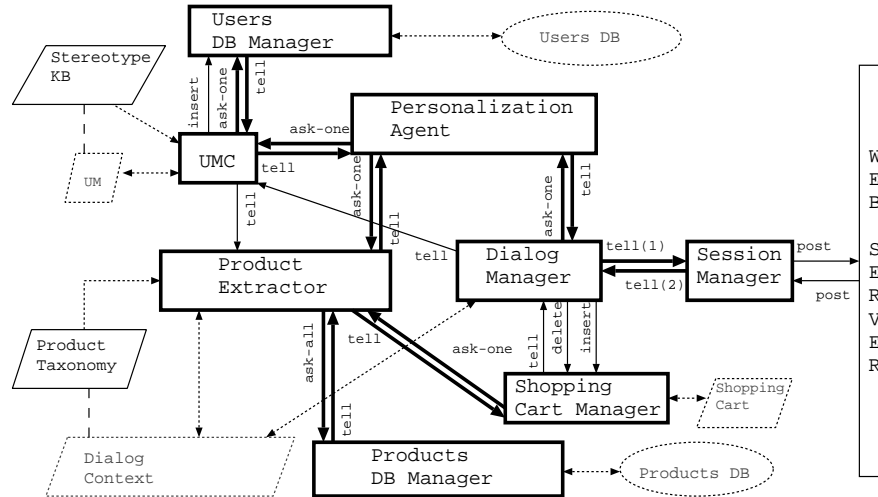 Users
DB Manager
Users DB
Stereotype
KB
insert
ask-one
tell
Personalization
Agent
ask-one
UMC
tell
UM
ask-one
tell
ask-one
tell
tell
tell
Product
Extractor
Dialog
Manager
tell(1)
tell(2)
Session
Manager
post
post
W
E
B
S
E
R
V
E
R
Product
Taxonomy
ask-all
tell
tell
ask-one
tell
delete
insert
Shopping
Cart Manager
Shopping
Cart
Dialog
Context
Products
DB Manager
Products DB